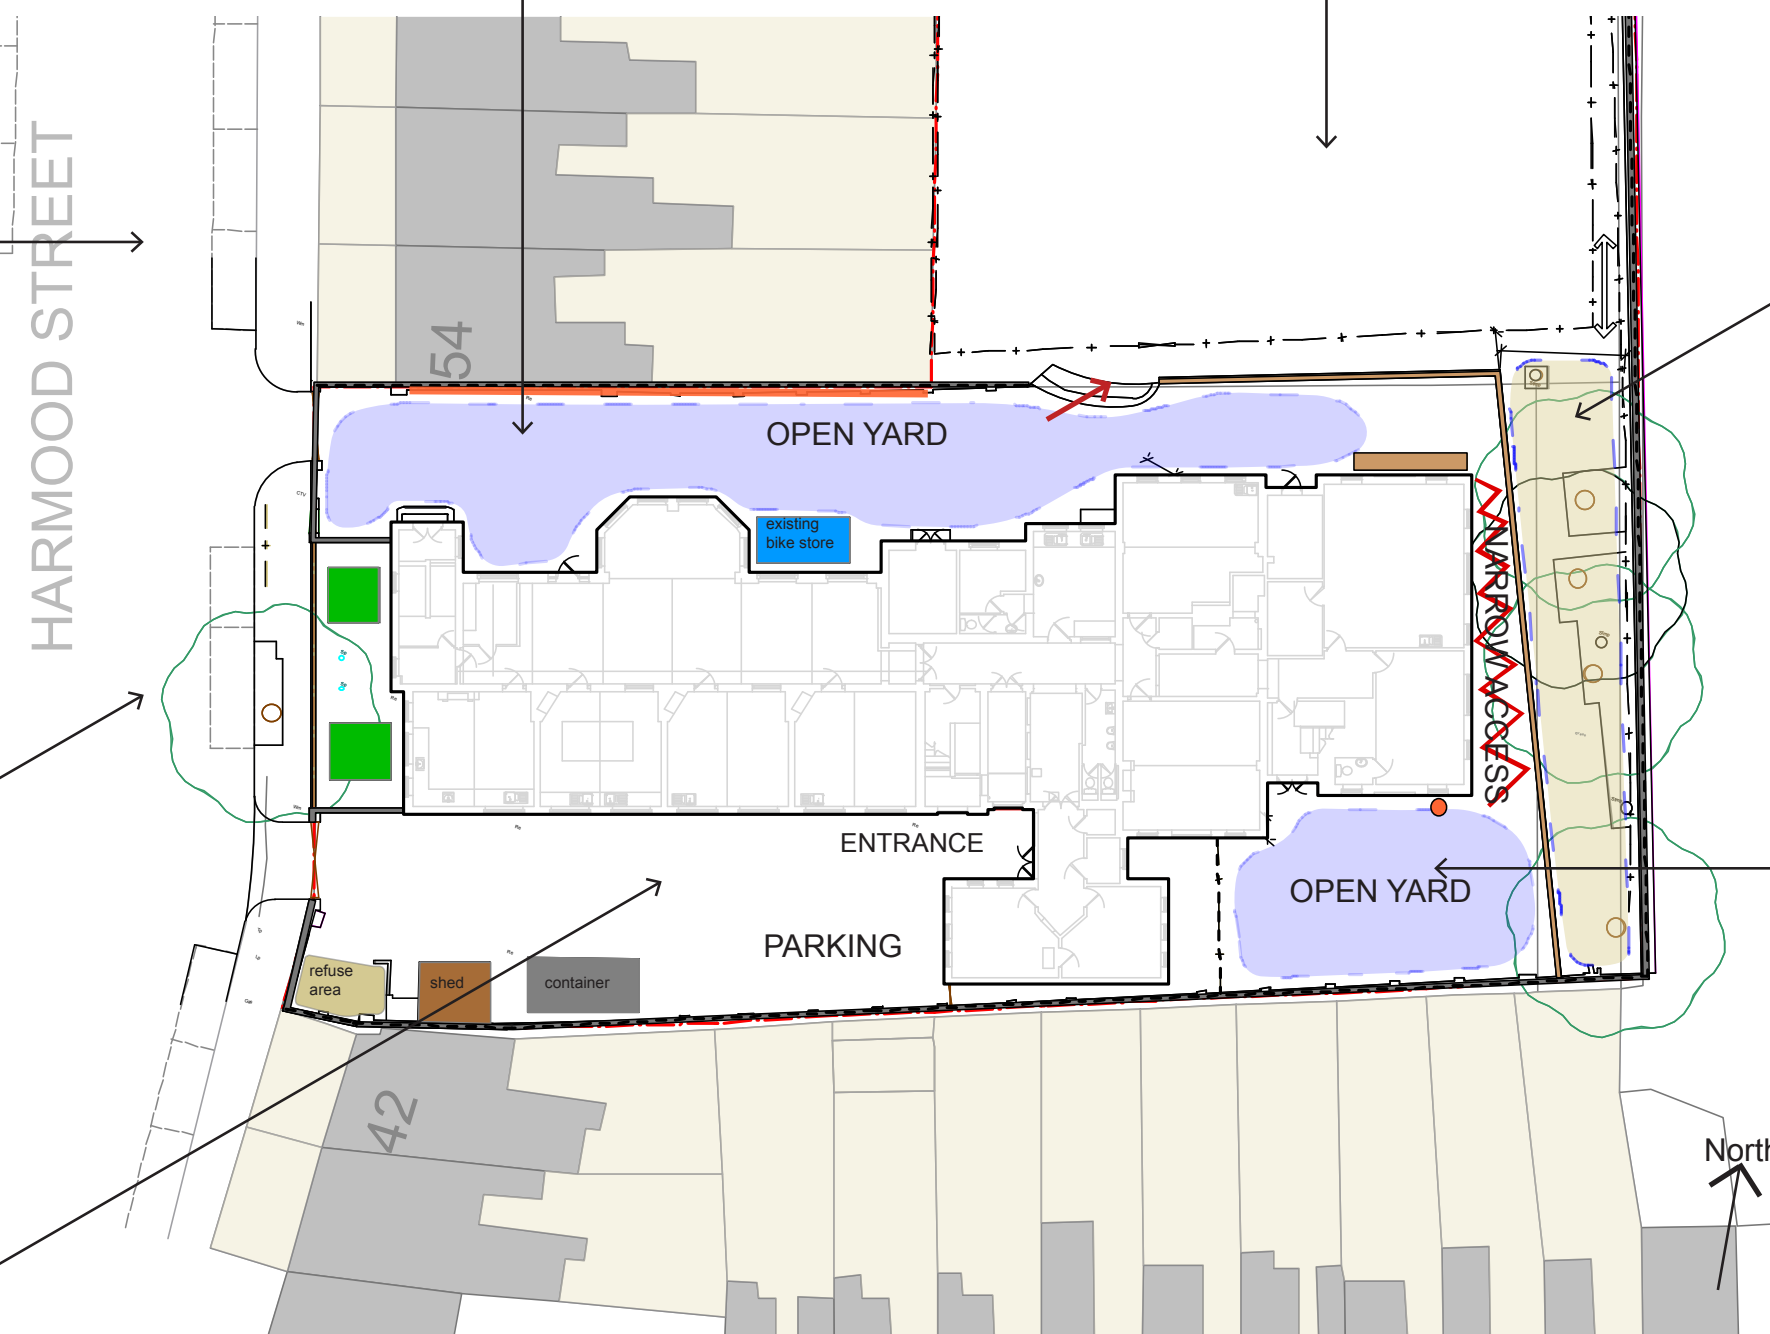 HARMOOD STREET
54
OPEN YARD
existing
bike store
NARROW ACCESS
ENTRANCE
OPEN YARD
PARKING
refuse
area
shed
container
42
North